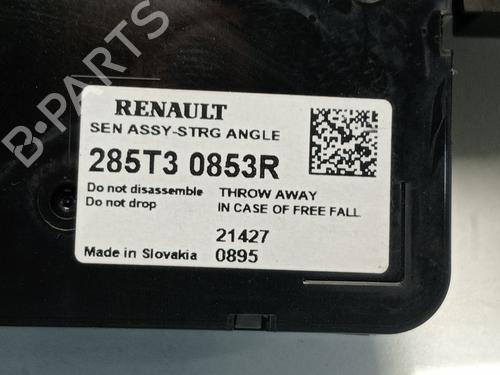 RENAULT
SEN ASSY-STRG ANGLE
285T3 0853R
Do not disassemble THROW AWAY
Do not drop IN CASE OF FREE FALL
21427
Made in Slovakia 0895
B-PARTS